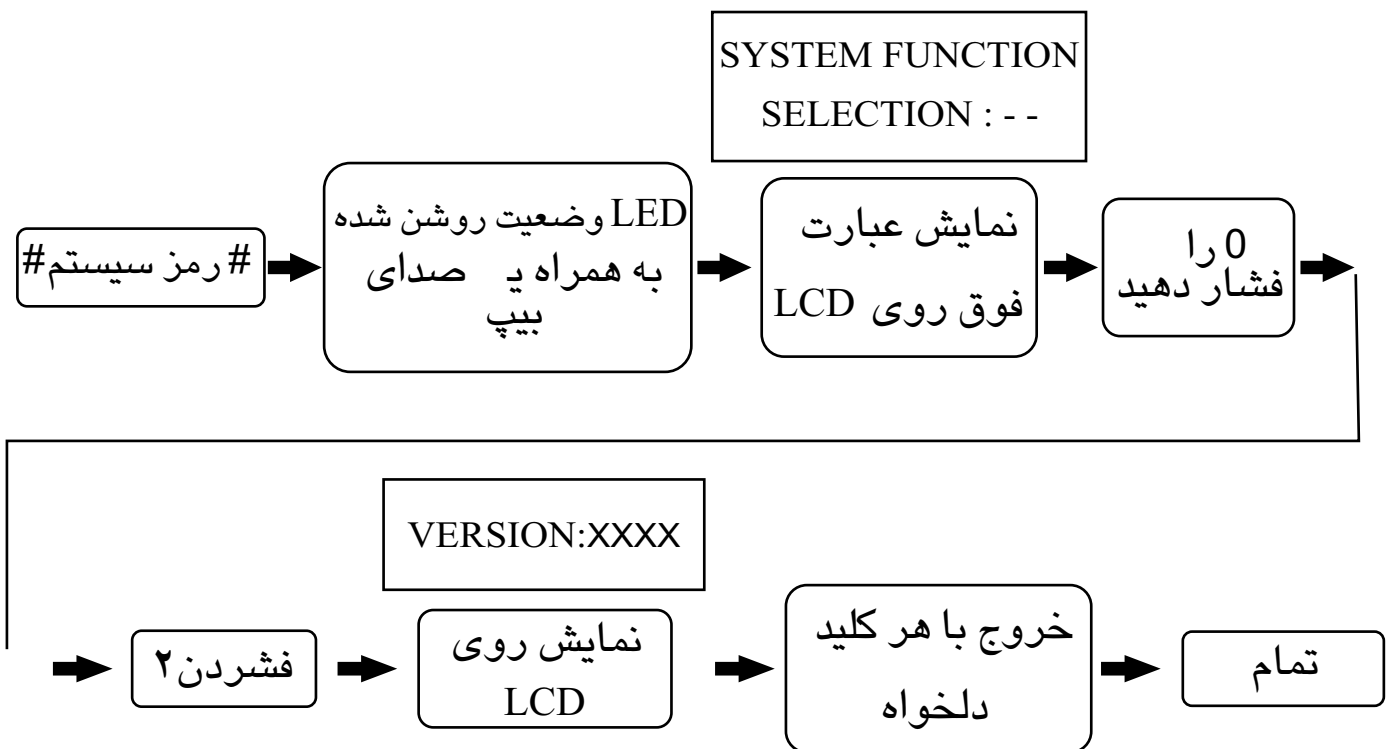 SYSTEM FUNCTION
SELECTION : - -
#رمز سیستم#
LED وضعیت روشن شده
به همراه یـ صدای
بیپ
نمایش عبارت
فوق روی LCD
0 را
فشار دهید
VERSION:XXXX
فشردن۲
نمایش روی
LCD
خروج با هر کلید
دلخواه
تمام